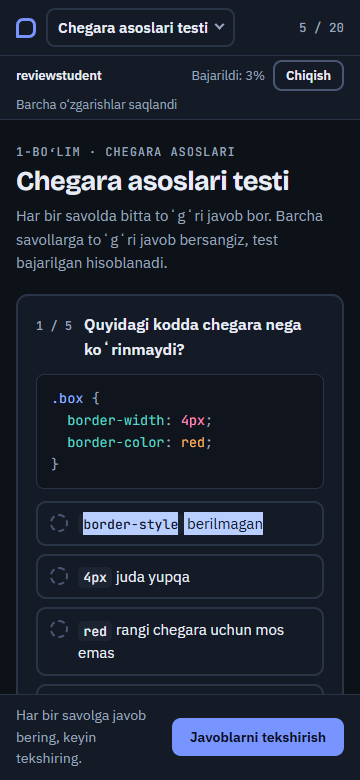 Chegara asoslari testi
5 / 20
reviewstudent
Bajarildi: 3%
Chiqish
Barcha oʻzgarishlar saqlandi
1-BOʻLIM · CHEGARA ASOSLARI
Chegara asoslari testi
Har bir savolda bitta toʻgʻri javob bor. Barcha
savollarga toʻgʻri javob bersangiz, test
bajarilgan hisoblanadi.
1 / 5
Quyidagi kodda chegara nega
koʻrinmaydi?
.box {
  border-width: 4px;
  border-color: red;
}
border-style berilmagan
4px juda yupqa
red rangi chegara uchun mos
emas
Har bir savolga javob
bering, keyin
tekshiring.
Javoblarni tekshirish